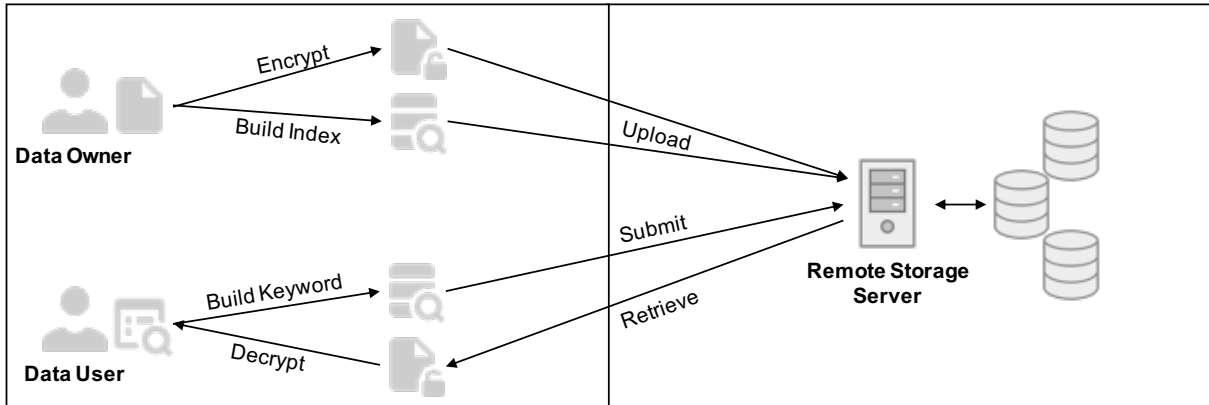 Encrypt
Build Index
Data Owner
Upload
Submit
Remote Storage
Server
Build Keyword
Retrieve
Decrypt
Data User